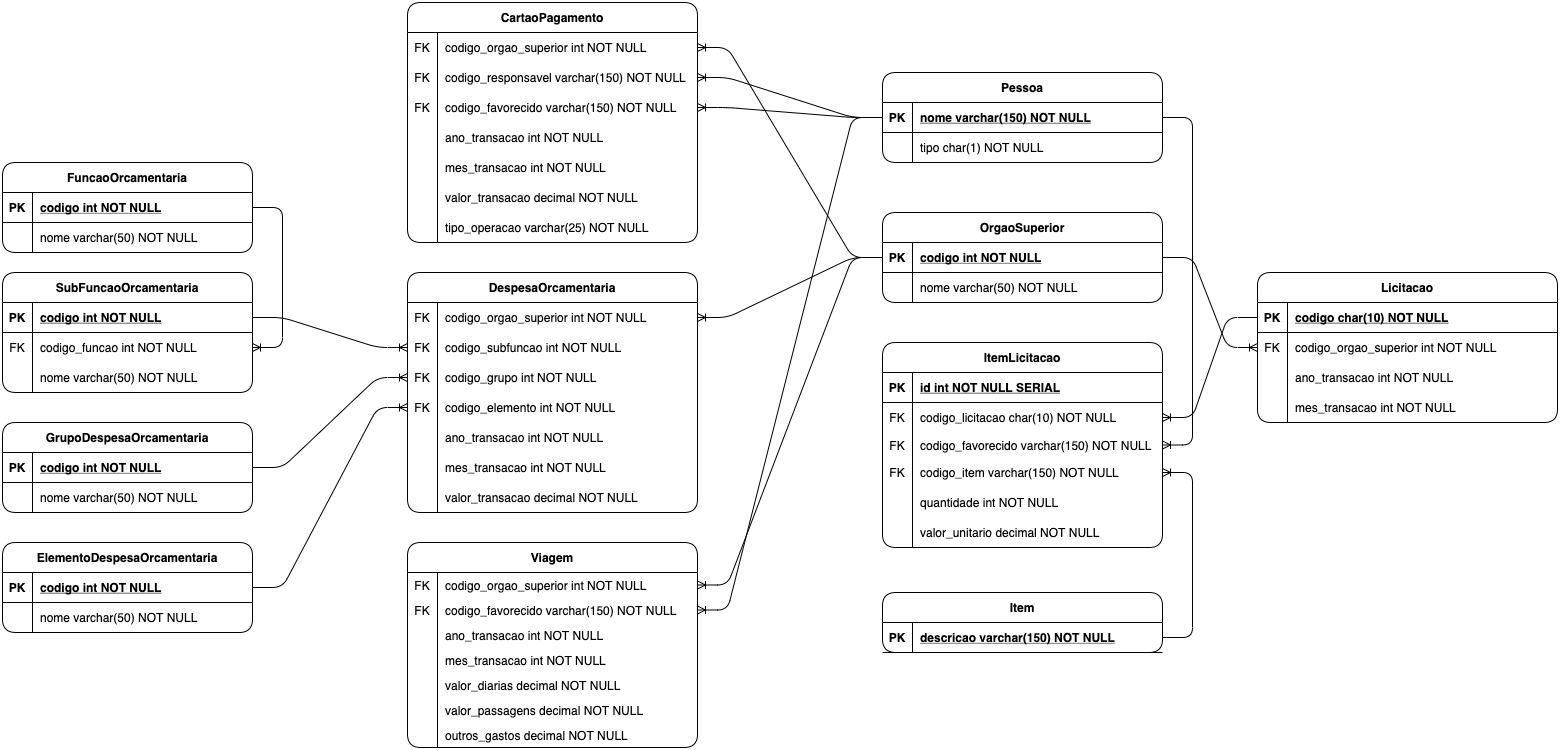 CartaoPagamento
FK codigo_orgao_superior int NOT NULL
FK codigo_responsavel varchar(150) NOT NULL
FK codigo_favorecido varchar(150) NOT NULL
ano_transacao int NOT NULL
mes_transacao int NOT NULL
valor_transacao decimal NOT NULL
tipo_operacao varchar(25) NOT NULL
Pessoa
PK nome varchar(150) NOT NULL
tipo char(1) NOT NULL
FuncaoOrcamentaria
PK codigo int NOT NULL
nome varchar(50) NOT NULL
OrgaoSuperior
PK codigo int NOT NULL
nome varchar(50) NOT NULL
SubFuncaoOrcamentaria
PK codigo int NOT NULL
FK codigo_funcao int NOT NULL
nome varchar(50) NOT NULL
DespesaOrcamentaria
FK codigo_orgao_superior int NOT NULL
FK codigo_subfuncao int NOT NULL
FK codigo_grupo int NOT NULL
FK codigo_elemento int NOT NULL
ano_transacao int NOT NULL
mes_transacao int NOT NULL
valor_transacao decimal NOT NULL
Licitacao
PK codigo char(10) NOT NULL
FK codigo_orgao_superior int NOT NULL
ano_transacao int NOT NULL
mes_transacao int NOT NULL
ItemLicitacao
PK id int NOT NULL SERIAL
FK codigo_licitacao char(10) NOT NULL
FK codigo_favorecido varchar(150) NOT NULL
FK codigo_item varchar(150) NOT NULL
quantidade int NOT NULL
valor_unitario decimal NOT NULL
GrupoDespesaOrcamentaria
PK codigo int NOT NULL
nome varchar(50) NOT NULL
ElementoDespesaOrcamentaria
PK codigo int NOT NULL
nome varchar(50) NOT NULL
Viagem
FK codigo_orgao_superior int NOT NULL
FK codigo_favorecido varchar(150) NOT NULL
ano_transacao int NOT NULL
mes_transacao int NOT NULL
valor_diarias decimal NOT NULL
valor_passagens decimal NOT NULL
outros_gastos decimal NOT NULL
Item
PK descricao varchar(150) NOT NULL